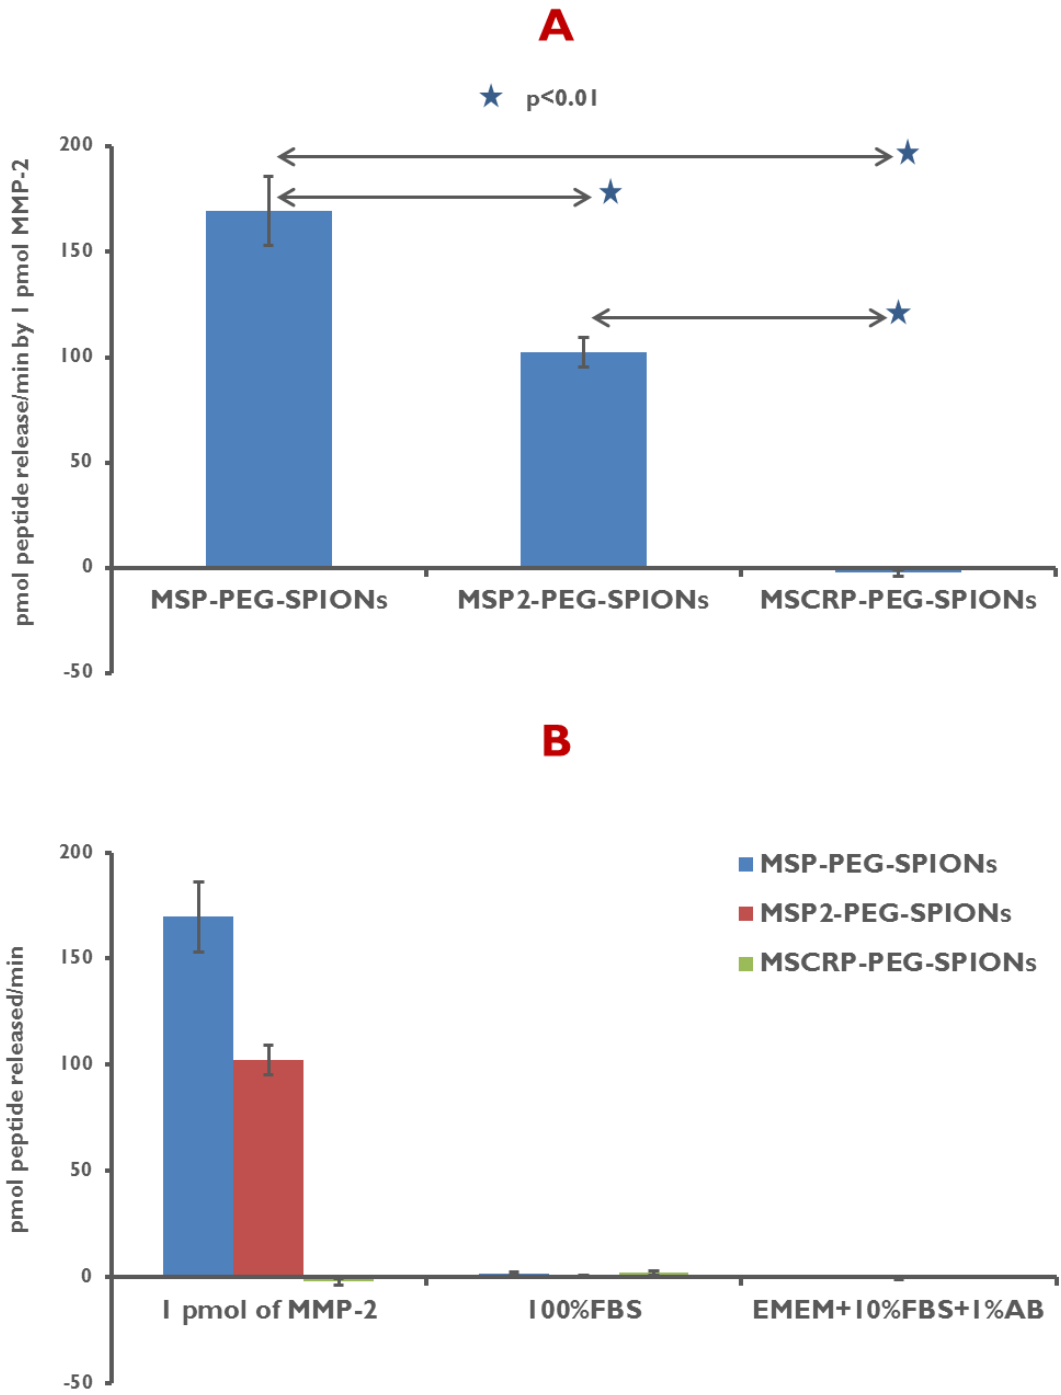 A
★ p<0.01
pmol peptide release/min by 1 pmol MMP-2
200
150
100
50
0
-50
MSP-PEG-SPIONs MSP2-PEG-SPIONs MSCRP-PEG-SPIONs
B
pmol peptide released/min
200
150
100
50
0
-50
MSP-PEG-SPIONs
MSP2-PEG-SPIONs
MSCRP-PEG-SPIONs
1 pmol of MMP-2 100%FBS EMEM+10%FBS+1%AB